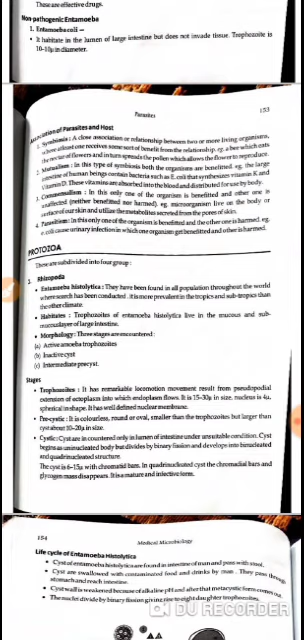 These are effective drugs.
Non-pathogenic Entamoeba
1. Entamoeba coli —
• It habitate in the lumen of large intestine but does not invade tissue. Trophozoite is
10-10µ in diameter.
Parasites
153
Association of Parasites and Host
1. Symbiosis : A close association or relationship between two or more living organisms,
where atleast one receives some sort of benefit from the relationship. eg. a bee which eats
the nectar of flowers and in turn spreads the pollen which allows the flower to reproduce.
2. Mutualism : In this type of symbiosis both the organism are benefited. eg. the large
intestine of human beings contain bacteria such as E. coli that synthesizes vitamin K and
Vitamin D. These vitamins are absorbed into the blood and distributed for use by body.
3. Commensalism : In this only one of the organism is benefitted and other one is
unaffected (neither benefitted nor harmed). eg. microorganism live on the body or
surface of our skin and utilize the metabolites secreted from the pores of skin.
4. Parasitism : In this only one of the organism is benefitted and the other one is harmed. eg.
e. coli cause urinary infection in which one organism get benefitted and other is harmed.
PROTOZOA
These are subdivided into four group :
1. Rhizopoda
• Entamoeba histolytica : They have been found in all population throughout the world
where search has been conducted. It is more prevalent in the tropics and sub-tropics than
the other climate.
• Habitates : Trophozoites of entamoeba histolytica live in the mucous and sub-
mucous layer of large intestine.
• Morphology : Three stages are encountered :
(a) Active amoeba trophozoites
(b) Inactive cyst
(c) Intermediate precyst.
Stages
• Trophozoites : It has remarkable locomotion movement result from pseudopodial
extension of ectoplasm into which endoplasm flows. It is 15–30µ in size, nucleus is 4µ,
spherical in shape. It has well defined nuclear membrane.
• Pre-cystic : It is colourless, round or oval, smaller than the trophozoites but larger than
cyst about 10–20µ in size.
• Cystic : Cyst are in countered only in lumen of intestine under unsuitable condition. Cyst
begins as uninucleated body but divides by binary fission and develope into binucleated
and quadrinucleated structure.
The cyst is 6–15µ with chromatid bars. In quadrinucleated cyst the chromadial bars and
glycogen mass disappears. It is a mature and infective form.
154
Medical Microbiology
Life cycle of Entamoeba Histolytica
• Cyst of entamoeba histolytica are found in intestine of man and pass with stool.
• Cyst are swallowed with contaminated food and drinks by man. They pass through
stomach and reach intestine.
• Cyst wall is weakened because of alkaline pH and after that metacystic form comes out.
• The nuclei divide by binary fission giving rise to eight daughter trophozoites.
DU RECORDER